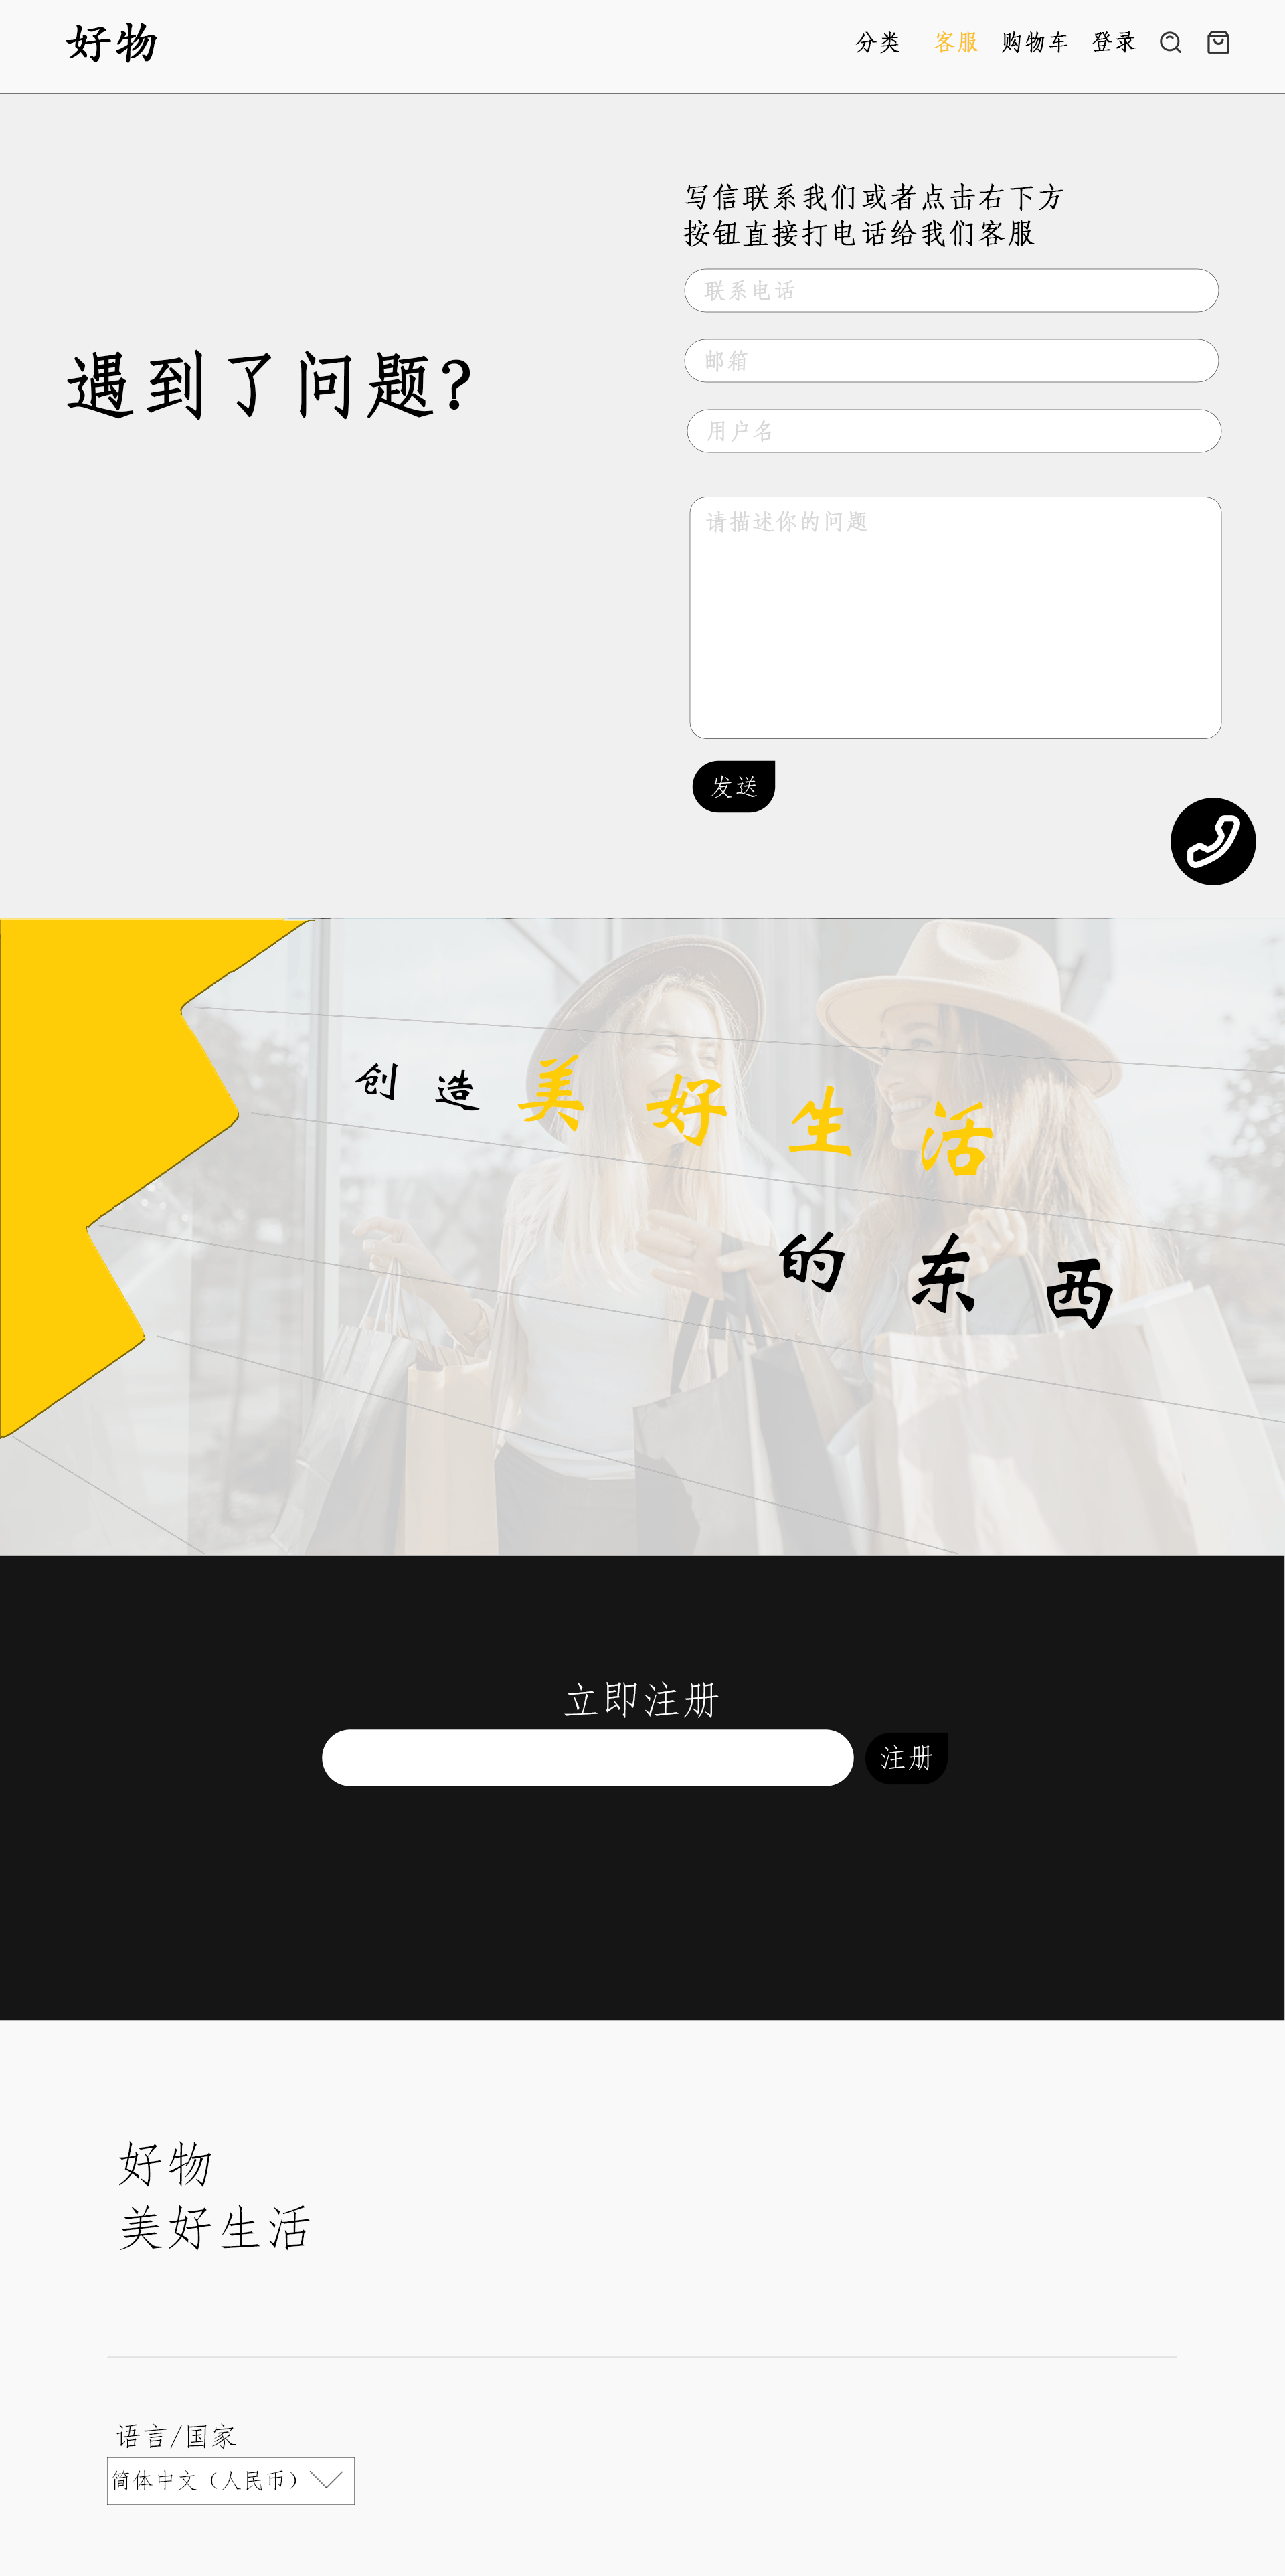 好物
分类 客服 购物车 登录
写信联系我们或者点击右下方
按钮直接打电话给我们客服
联系电话
邮箱
遇到了问题?
用户名
请描述你的问题
发送
创造美好生活
的东西
立即注册
注册
好物
美好生活
语言/国家
简体中文（人民币）